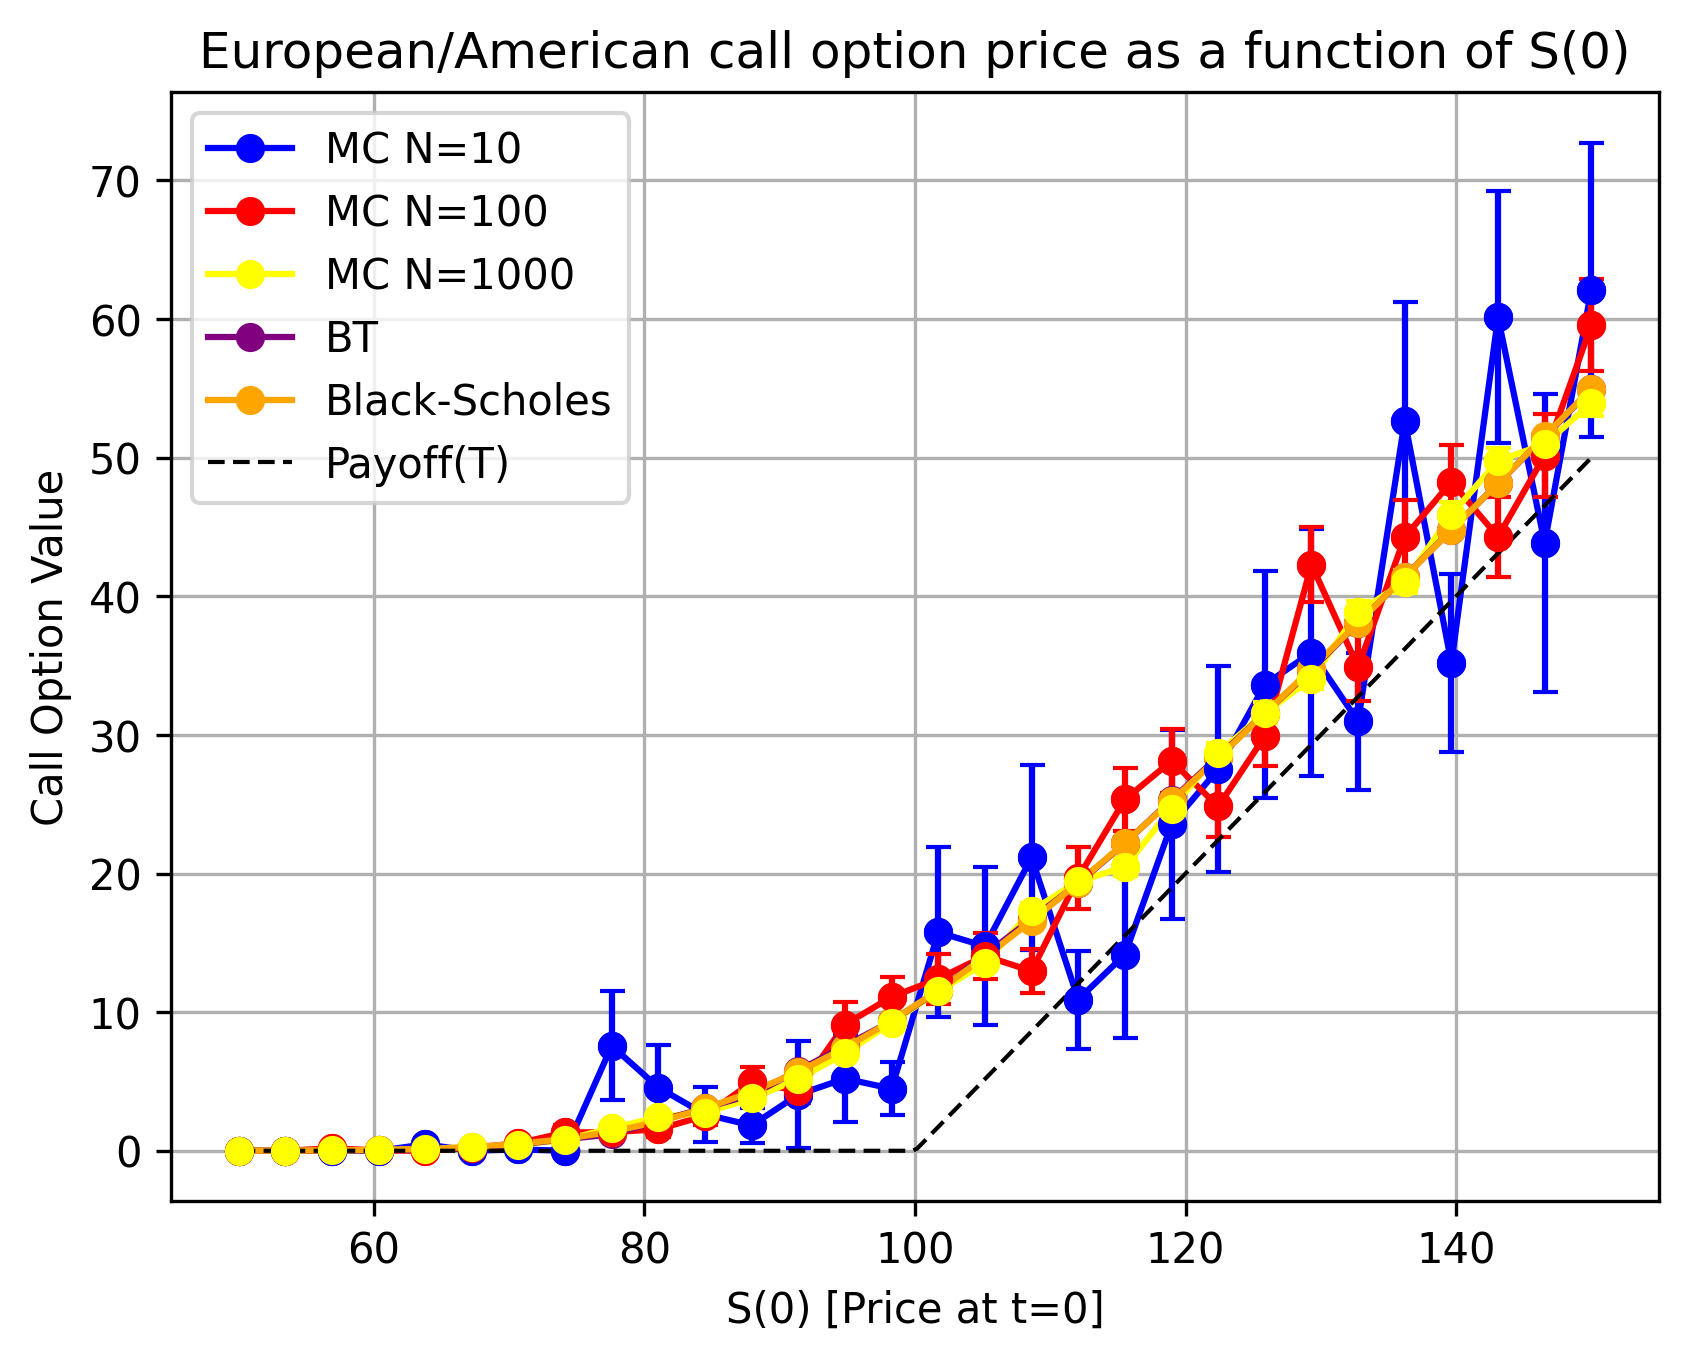 European/American call option price as a function of S(0)
MC N=10
MC N=100
MC N=1000
BT
Black-Scholes
Payoff(T)
Call Option Value
70
60
50
40
30
20
10
0
60 80 100 120 140
S(0) [Price at t=0]